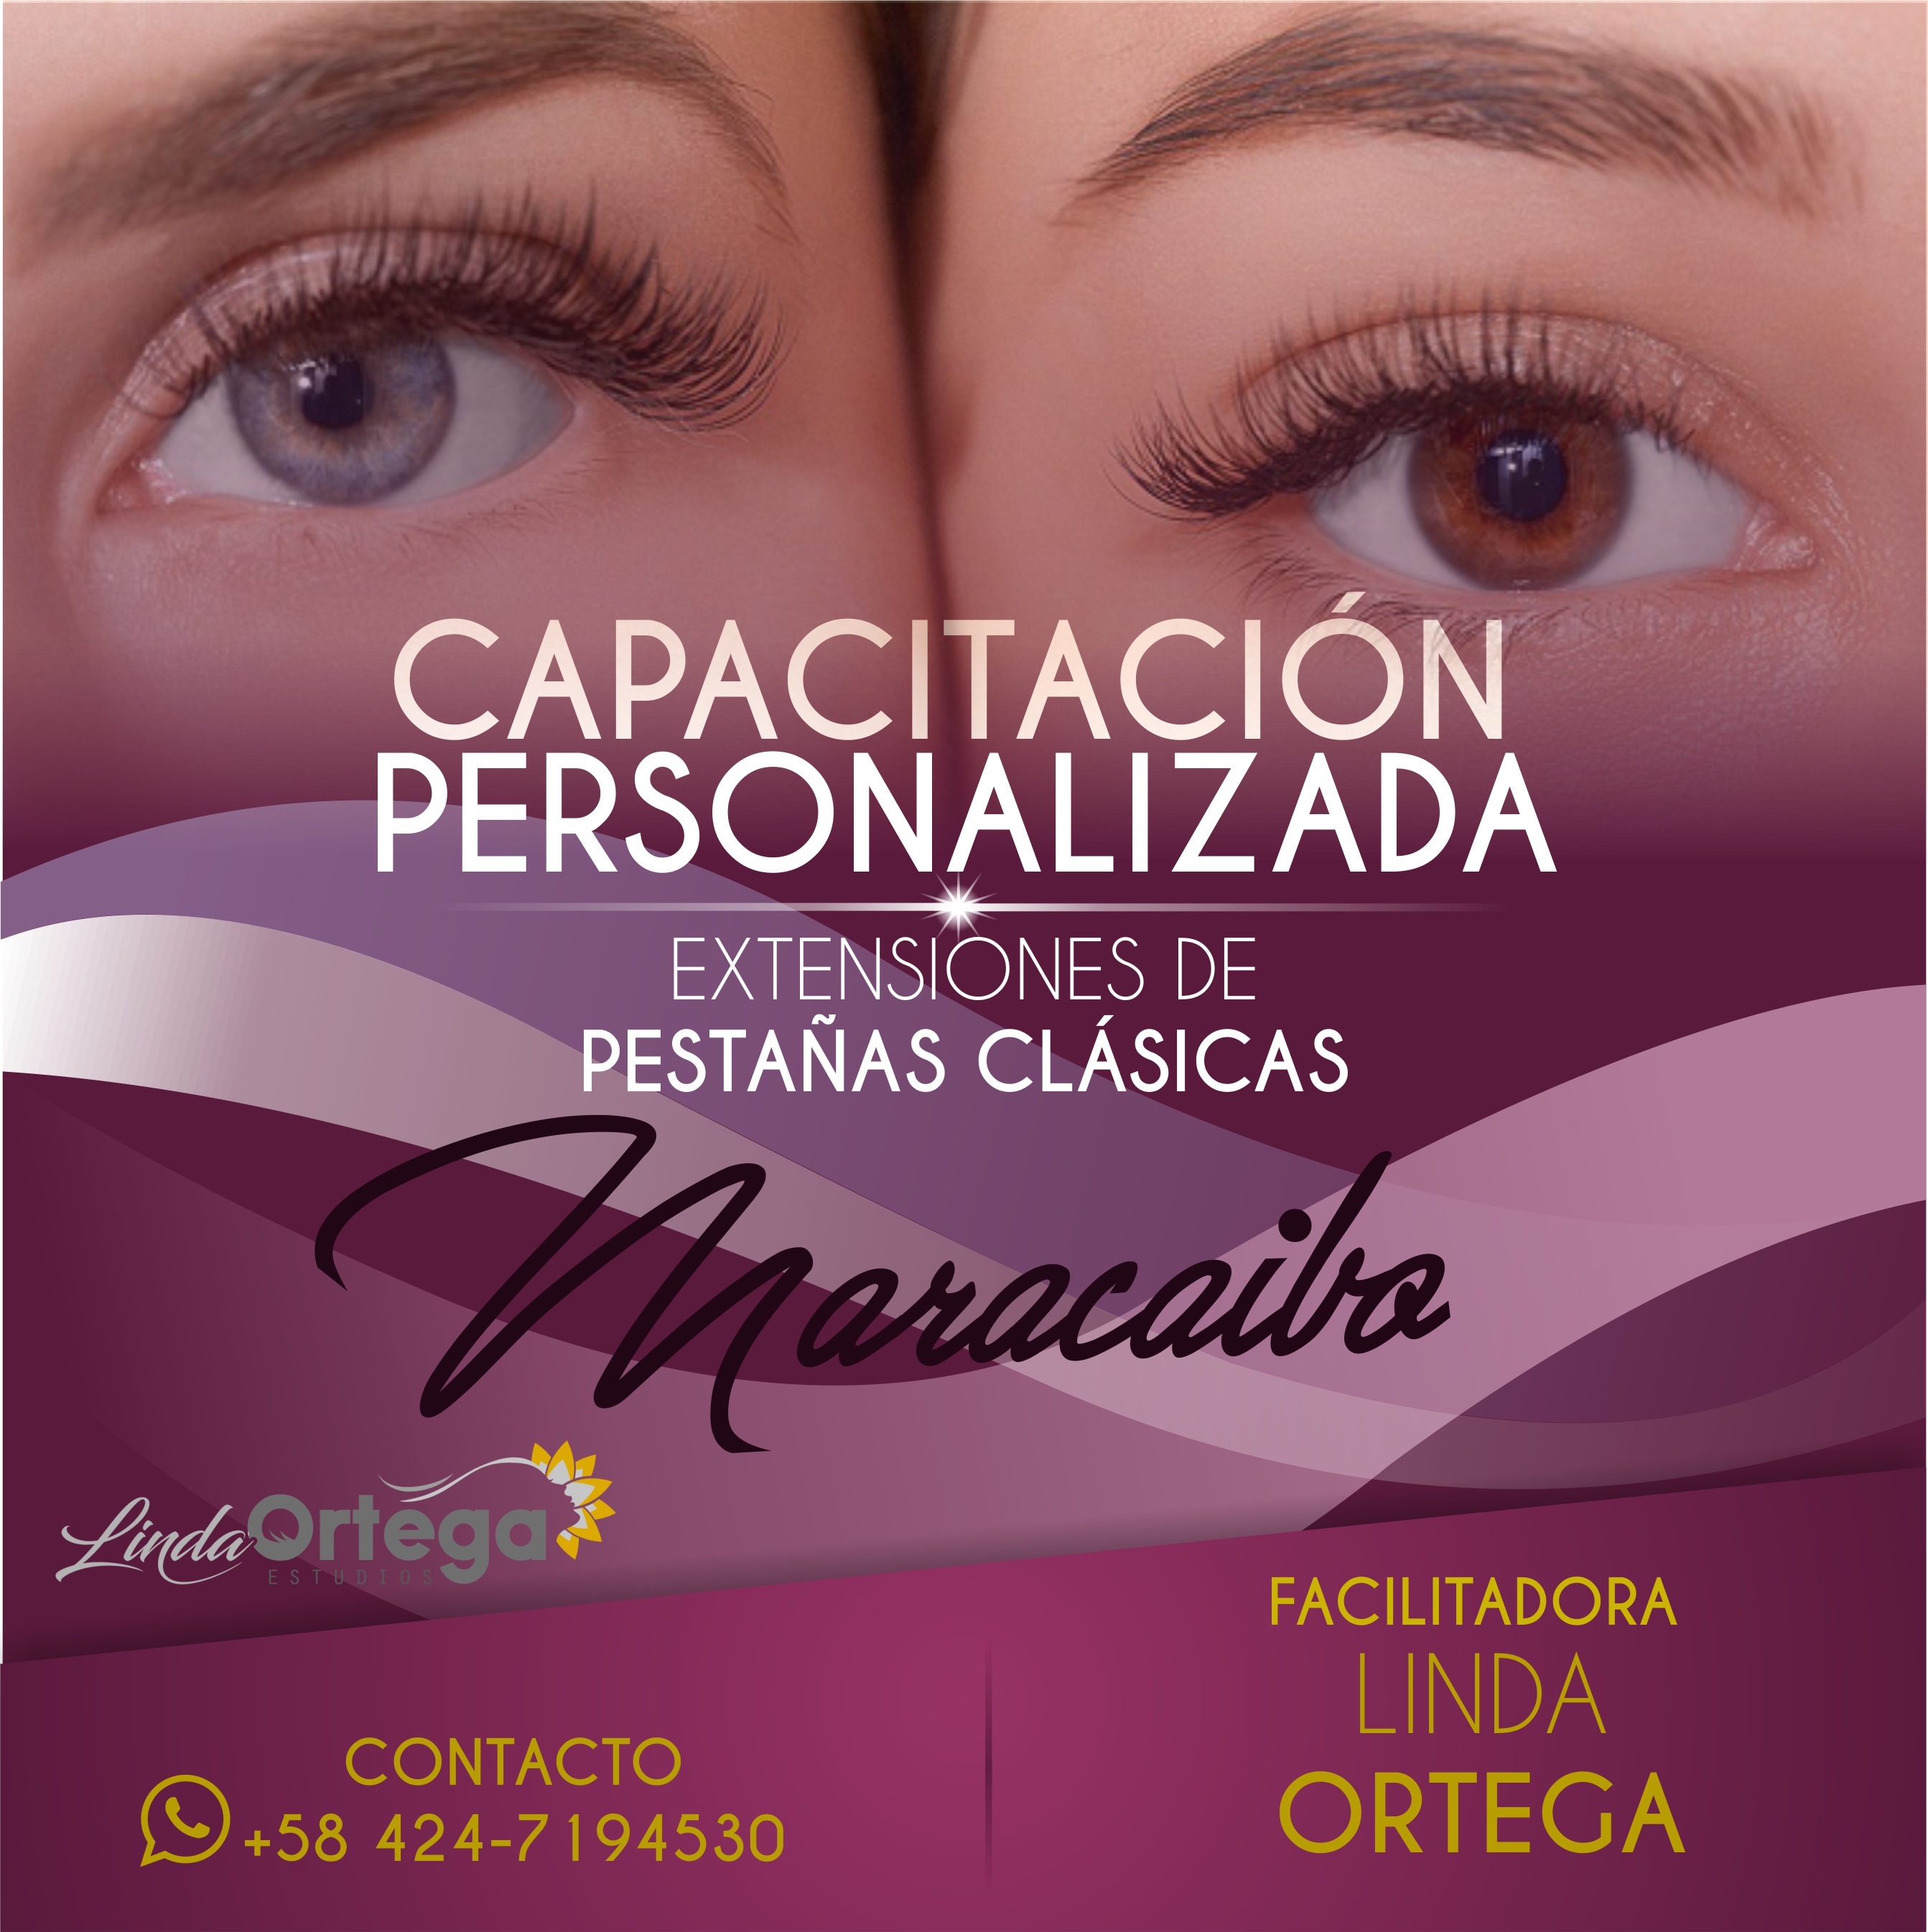 CAPACITACIÓN
PERSONALIZADA
EXTENSIONES DE
PESTAÑAS CLÁSICAS
Maracaibo
Linda Ortega
ESTUDIOS
FACILITADORA
LINDA
ORTEGA
CONTACTO
+58 424-7194530